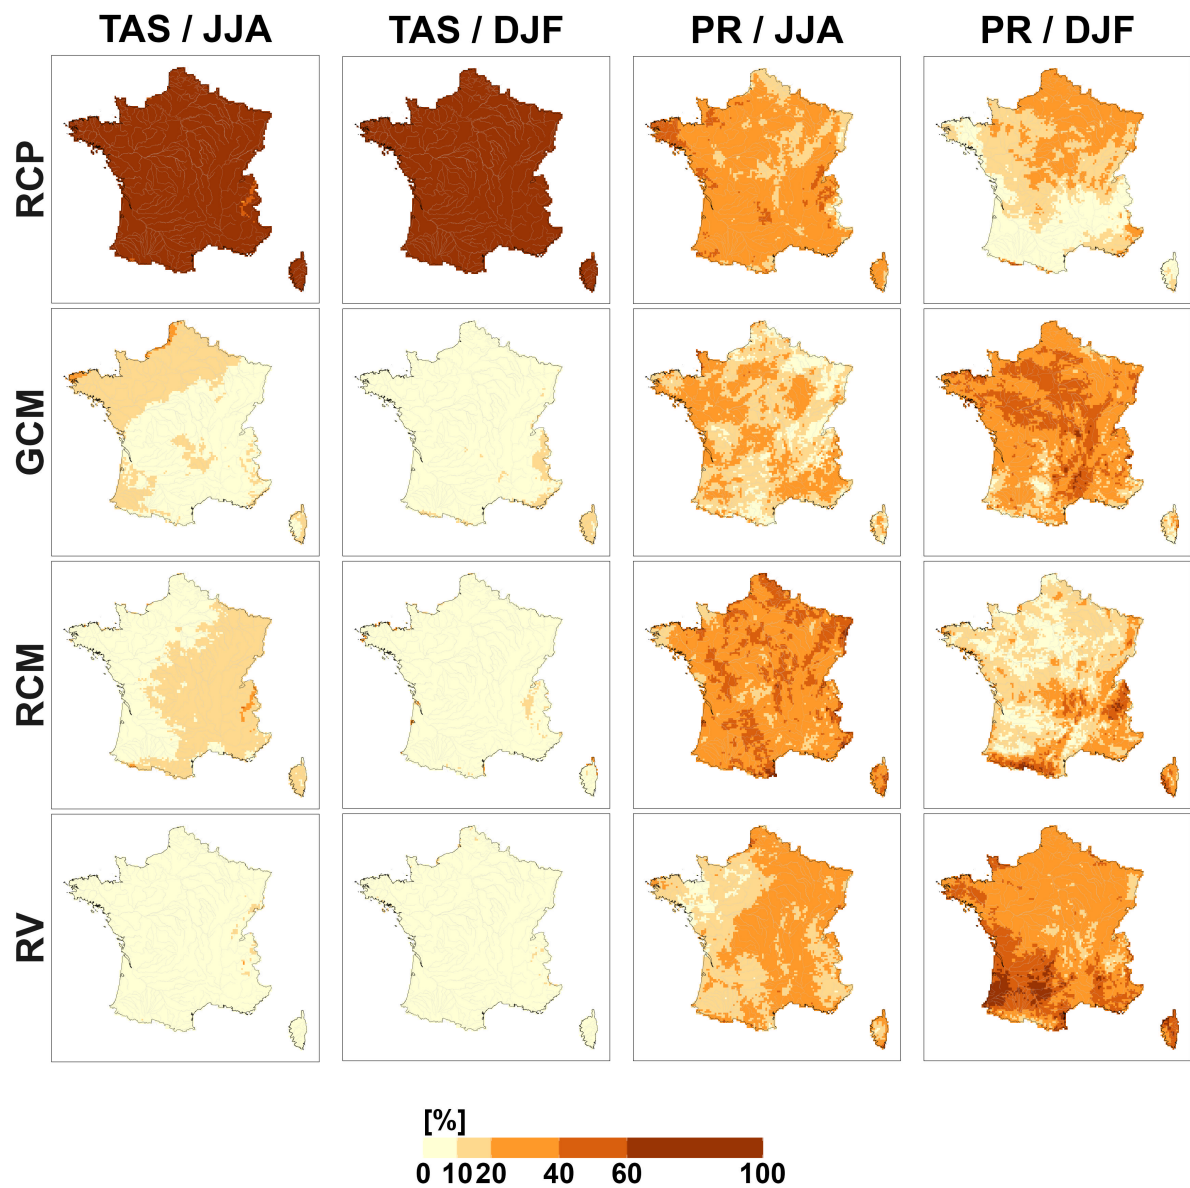 TAS / JJA TAS / DJF PR / JJA PR / DJF
RCP
GCM
RCM
RV
[%]
0 10 20 40 60 100